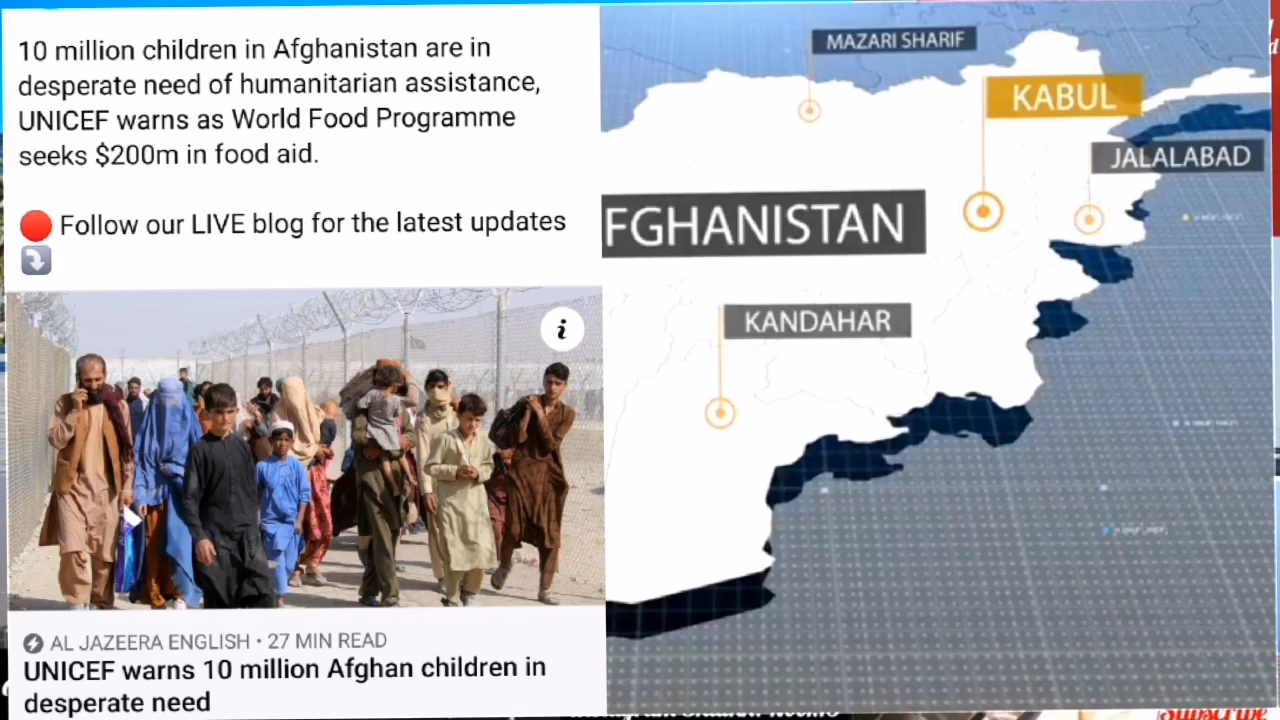 10 million children in Afghanistan are in
desperate need of humanitarian assistance,
UNICEF warns as World Food Programme
seeks $200m in food aid.
Follow our LIVE blog for the latest updates
i
AL JAZEERA ENGLISH • 27 MIN READ
UNICEF warns 10 million Afghan children in
desperate need
MAZARI SHARIF
KABUL
JALALABAD
FGHANISTAN
KANDAHAR
Subscribe